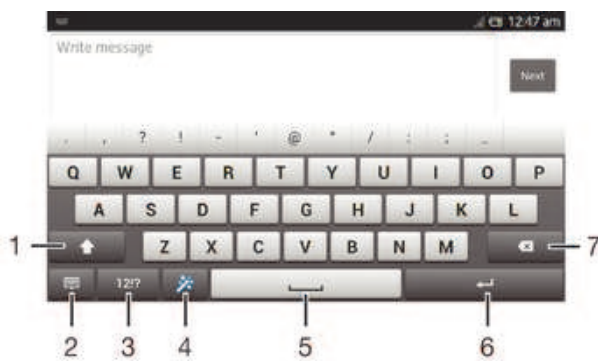 12:47 am
Write message
Next
. , ? ! - ' @ " / : ; _
Q W E R T Y U I O P
A S D F G H J K L
1 Z X C V B N M 7
12!?
2 3 4 5 6